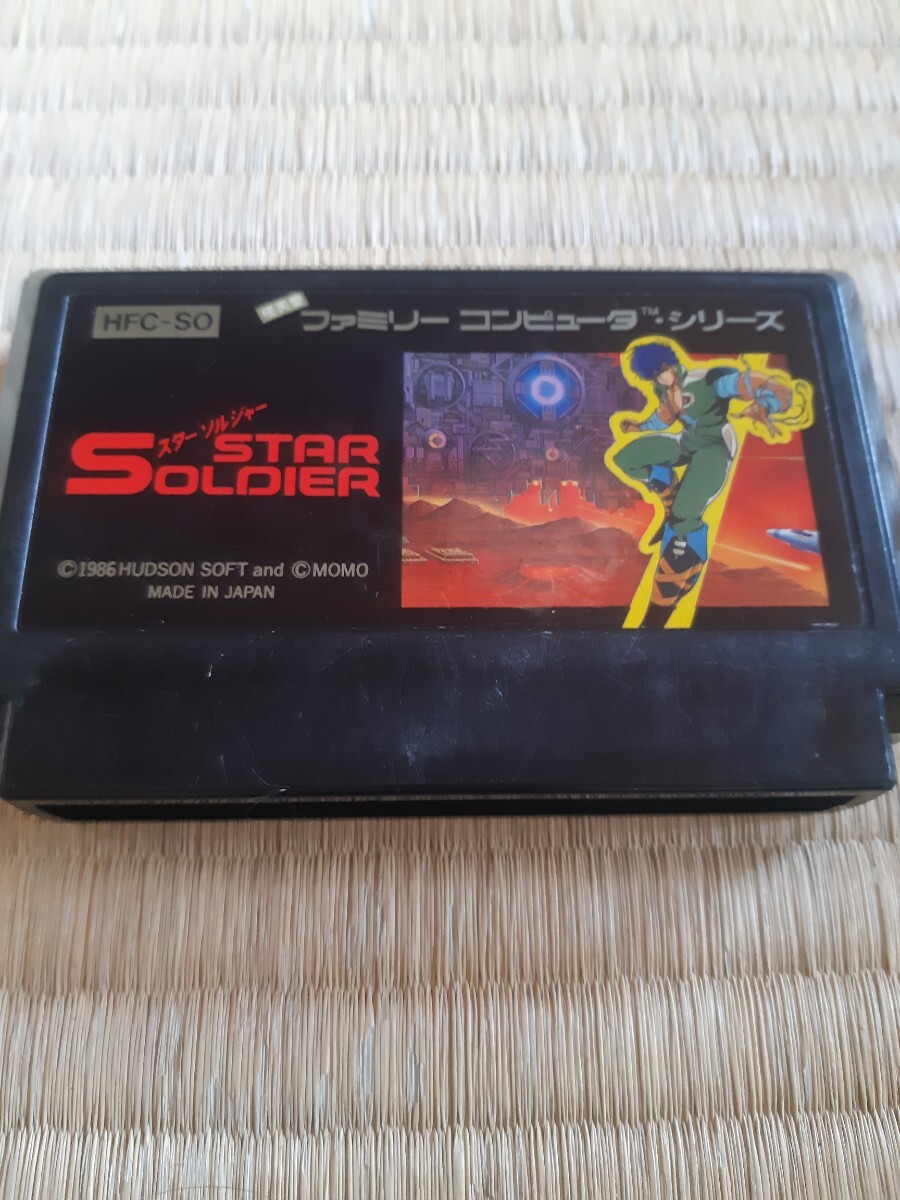 HFC-SO
ファミリー コンピュータ™・シリーズ
スターソルジャー
STAR
SOLDIER
©1986 HUDSON SOFT and ©MOMO
MADE IN JAPAN